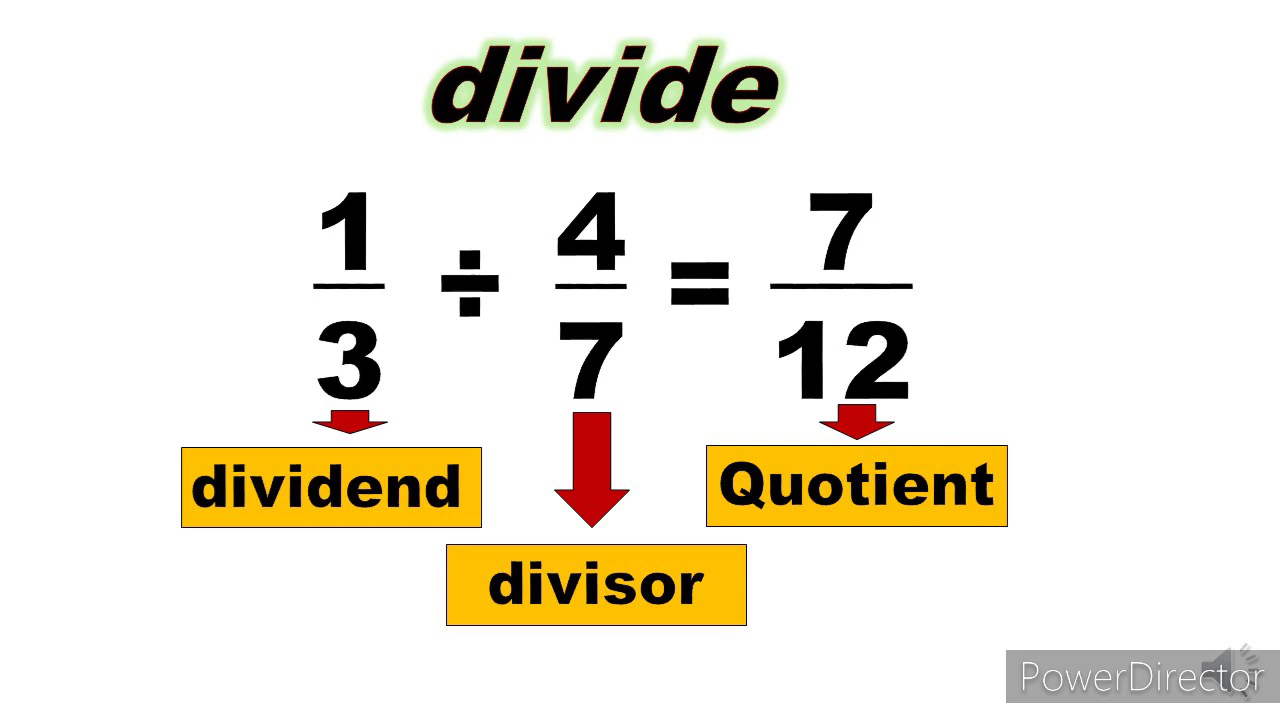 divide
1/3 ÷ 4/7 = 7/12
dividend
Quotient
divisor
PowerDirector